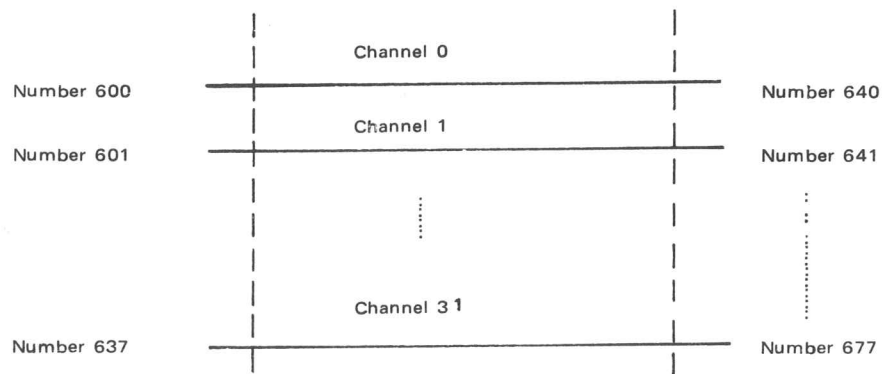 Channel 0
Number 600
Number 640
Channel 1
Number 601
Number 641
Channel 31
Number 637
Number 677